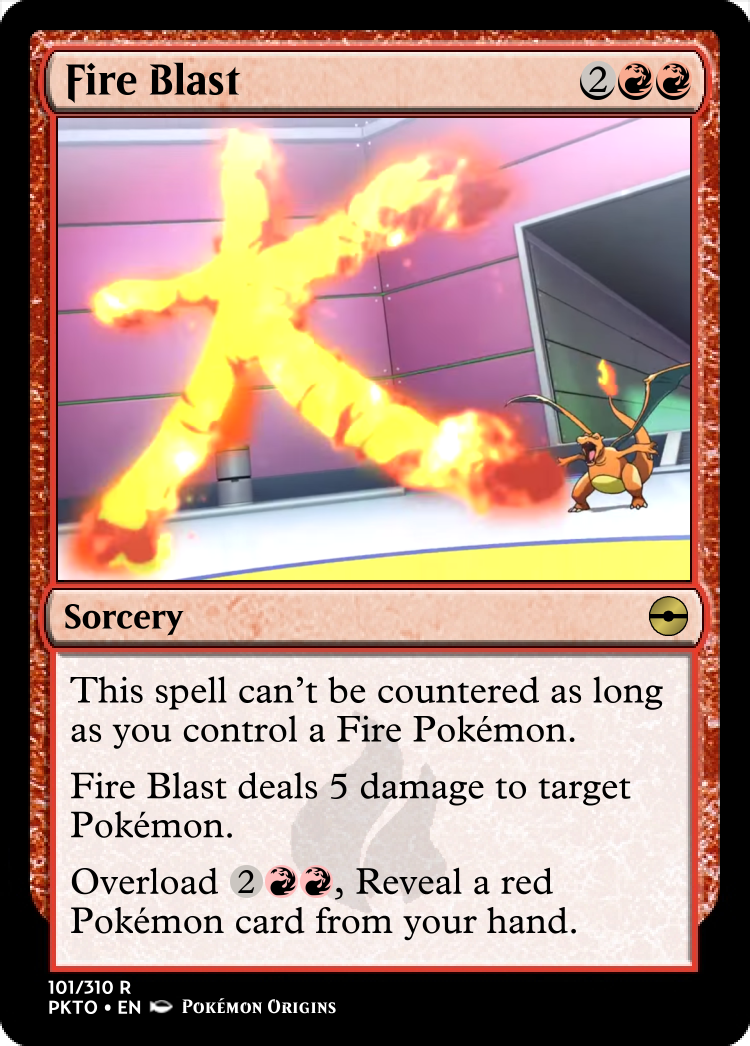 Fire Blast 2
Sorcery
This spell can't be countered as long
as you control a Fire Pokémon.
Fire Blast deals 5 damage to target
Pokémon.
Overload 2, Reveal a red
Pokémon card from your hand.
101/310 R
PKTO • EN Pokémon Origins